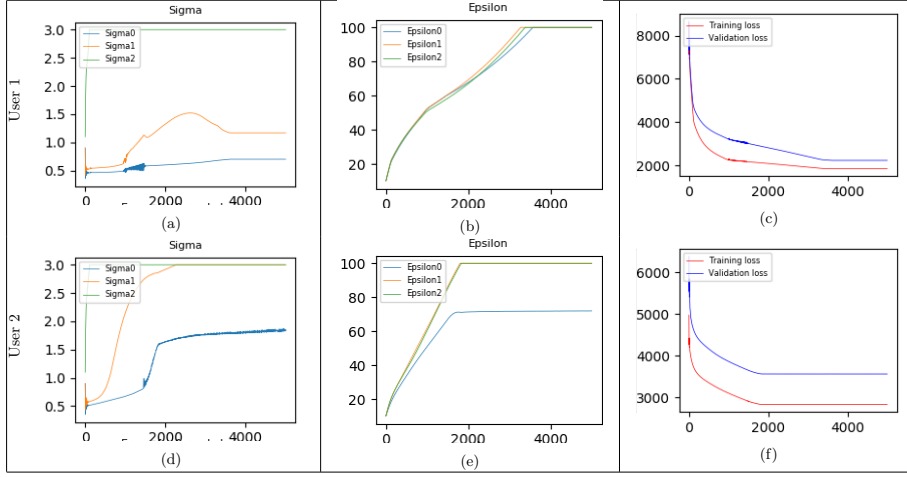 User 1
Sigma
3.0
2.5
2.0
1.5
1.0
0.5
Sigma0
Sigma1
Sigma2
0
2000
4000
(a)
Epsilon
100
80
60
40
20
Epsilon0
Epsilon1
Epsilon2
0
2000
4000
(b)
8000
6000
4000
2000
Training loss
Validation loss
0
2000
4000
(c)
User 2
Sigma
3.0
2.5
2.0
1.5
1.0
0.5
Sigma0
Sigma1
Sigma2
0
2000
4000
(d)
Epsilon
100
80
60
40
20
Epsilon0
Epsilon1
Epsilon2
0
2000
4000
(e)
6000
5000
4000
3000
Training loss
Validation loss
0
2000
4000
(f)